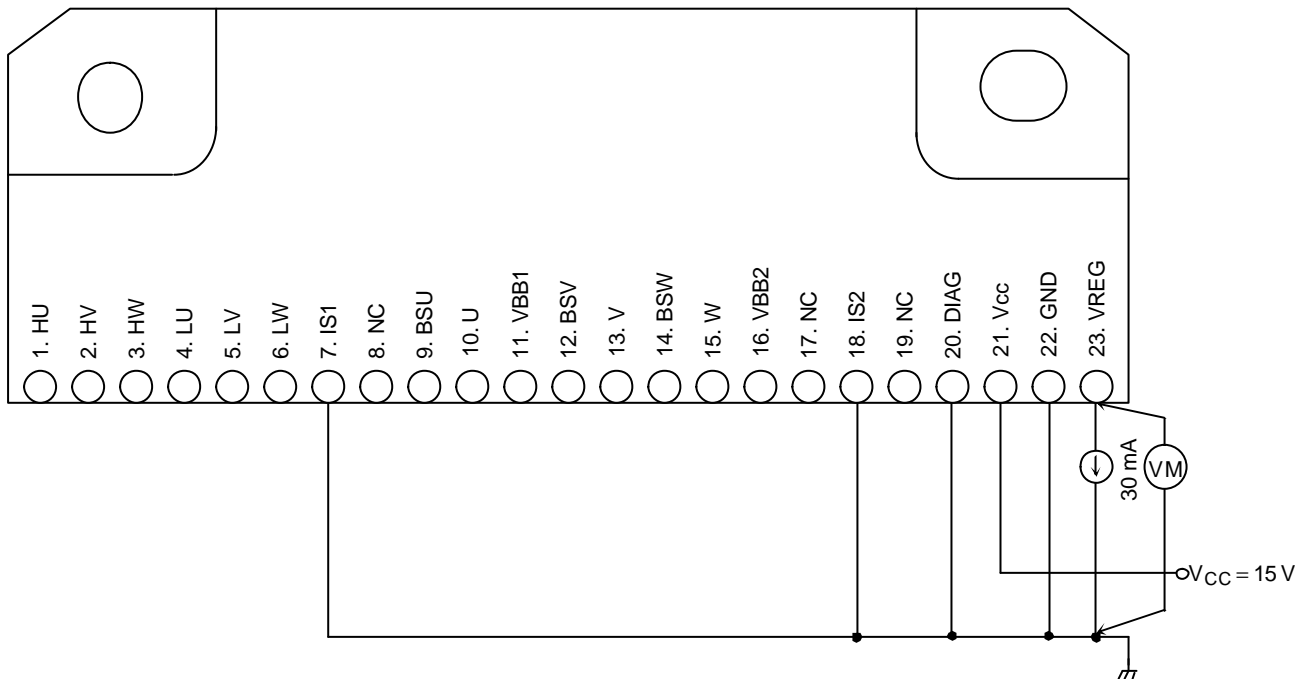 1. HU
2. HV
3. HW
4. LU
5. LV
6. LW
7. IS1
8. NC
9. BSU
10. U
11. VBB1
12. BSV
13. V
14. BSW
15. W
16. VBB2
17. NC
18. IS2
19. NC
20. DIAG
21. Vcc
22. GND
23. VREG
30 mA
VM
VCC = 15 V